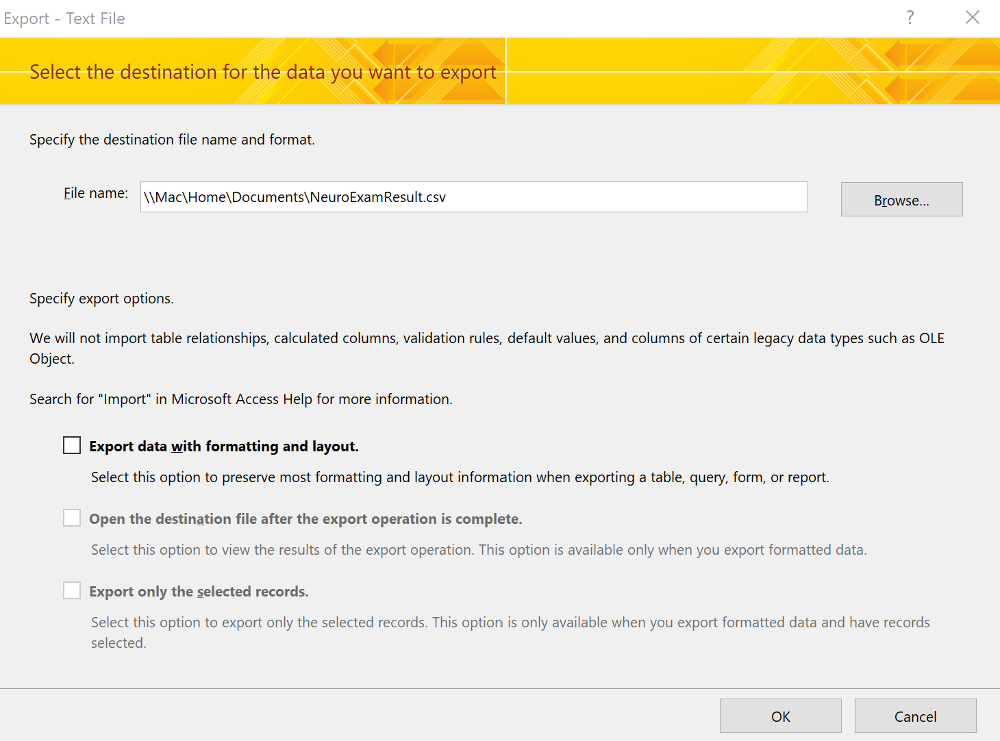 Export - Text File
?
Select the destination for the data you want to export
Specify the destination file name and format.
File name:
\\Mac\Home\Documents\NeuroExamResult.csv
Browse...
Specify export options.
We will not import table relationships, calculated columns, validation rules, default values, and columns of certain legacy data types such as OLE
Object.
Search for "Import" in Microsoft Access Help for more information.
Export data with formatting and layout.
Select this option to preserve most formatting and layout information when exporting a table, query, form, or report.
Open the destination file after the export operation is complete.
Select this option to view the results of the export operation. This option is available only when you export formatted data.
Export only the selected records.
Select this option to export only the selected records. This option is only available when you export formatted data and have records
selected.
OK
Cancel